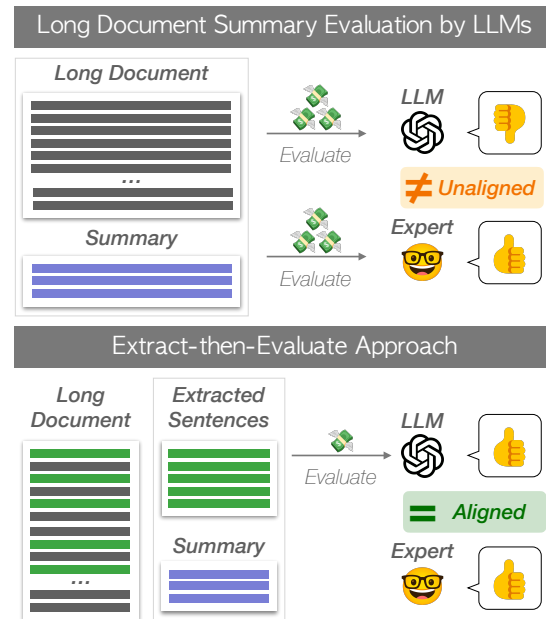 Long Document Summary Evaluation by LLMs
Long Document
...
Summary
Evaluate
Evaluate
LLM
≠ Unaligned
Expert
Extract-then-Evaluate Approach
Long
Document
...
Extracted
Sentences
Summary
Evaluate
LLM
= Aligned
Expert